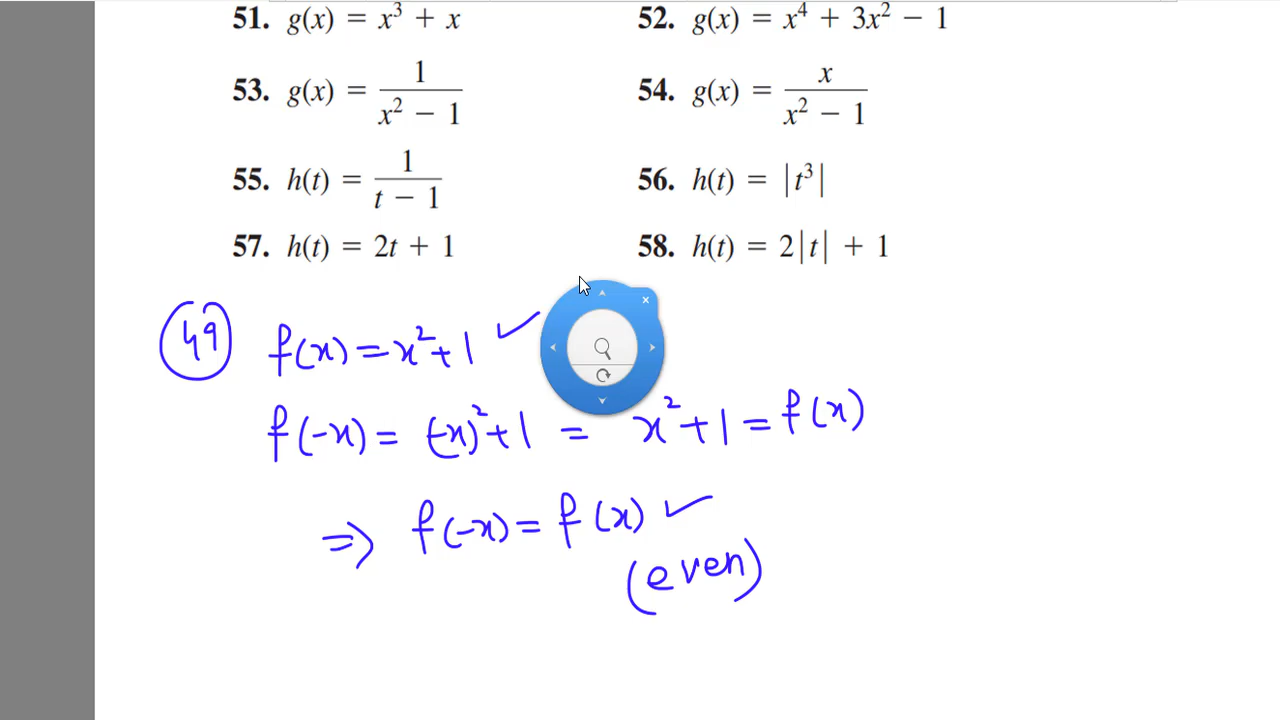 51. g(x) = x³ + x 52. g(x) = x⁴ + 3x² − 1
53. g(x) = 1/(x² − 1) 54. g(x) = x/(x² − 1)
55. h(t) = 1/(t − 1) 56. h(t) = |t³|
57. h(t) = 2t + 1 58. h(t) = 2|t| + 1
49 f(x) = x² + 1 ✓
f(-x) = (-x)² + 1 = x² + 1 = f(x)
⇒ f(-x) = f(x) ✓
(even)